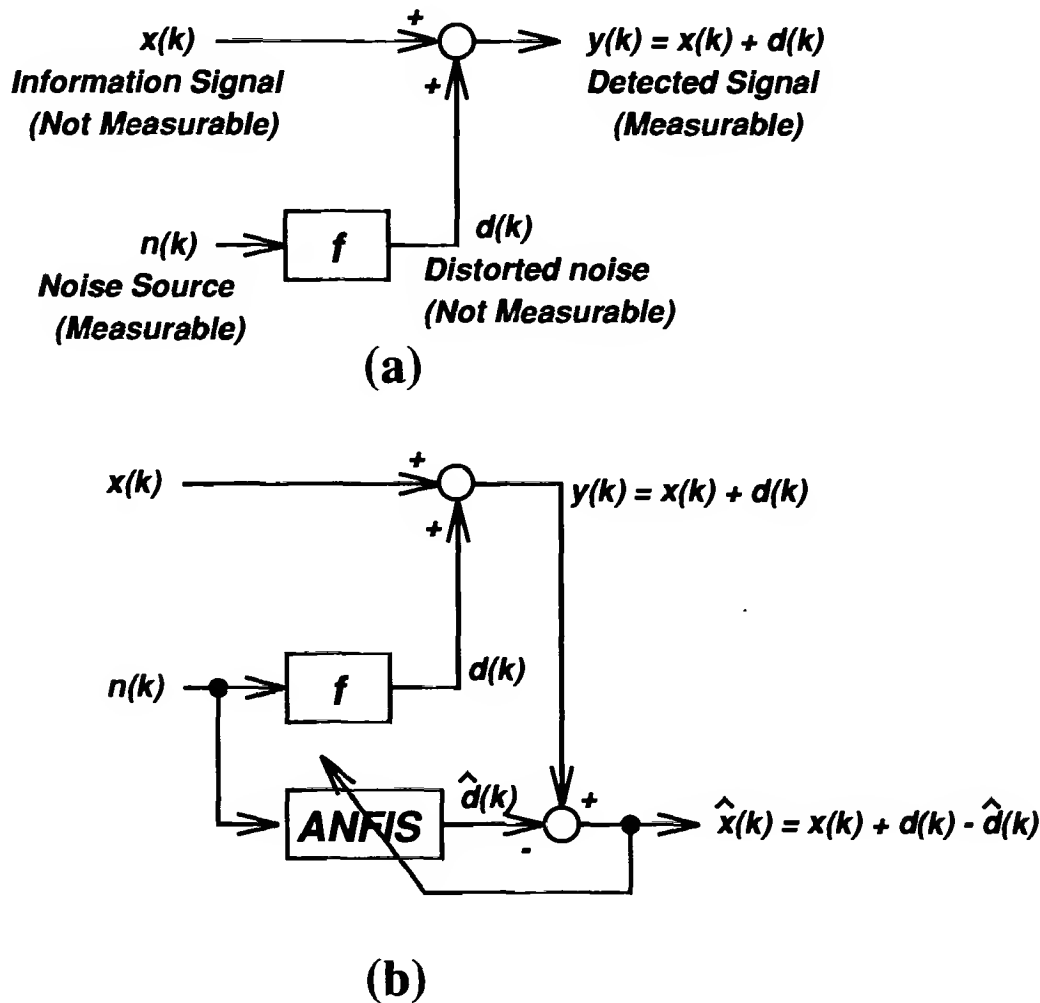 +
x(k)
y(k) = x(k) + d(k)
Information Signal
(Not Measurable)
+
Detected Signal
(Measurable)
n(k)
f
d(k)
Noise Source
(Measurable)
Distorted noise
(Not Measurable)
(a)
+
x(k)
y(k) = x(k) + d(k)
+
n(k)
f
d(k)
ANFIS
d̂(k)
+
-
x̂(k) = x(k) + d(k) - d̂(k)
(b)